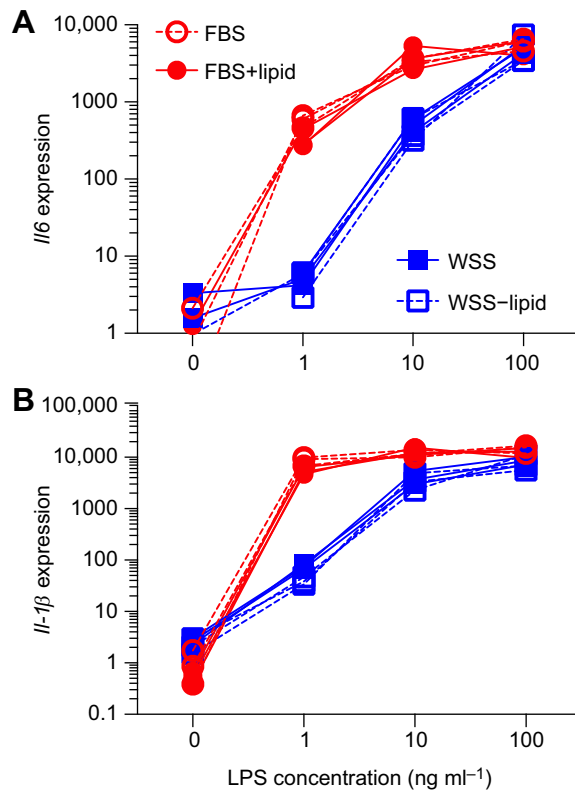 A
10,000
1000
100
10
1
Il6 expression
FBS
FBS+lipid
WSS
WSS−lipid
0 1 10 100
B
100,000
10,000
1000
100
10
1
0.1
Il-1β expression
0 1 10 100
LPS concentration (ng ml⁻¹)